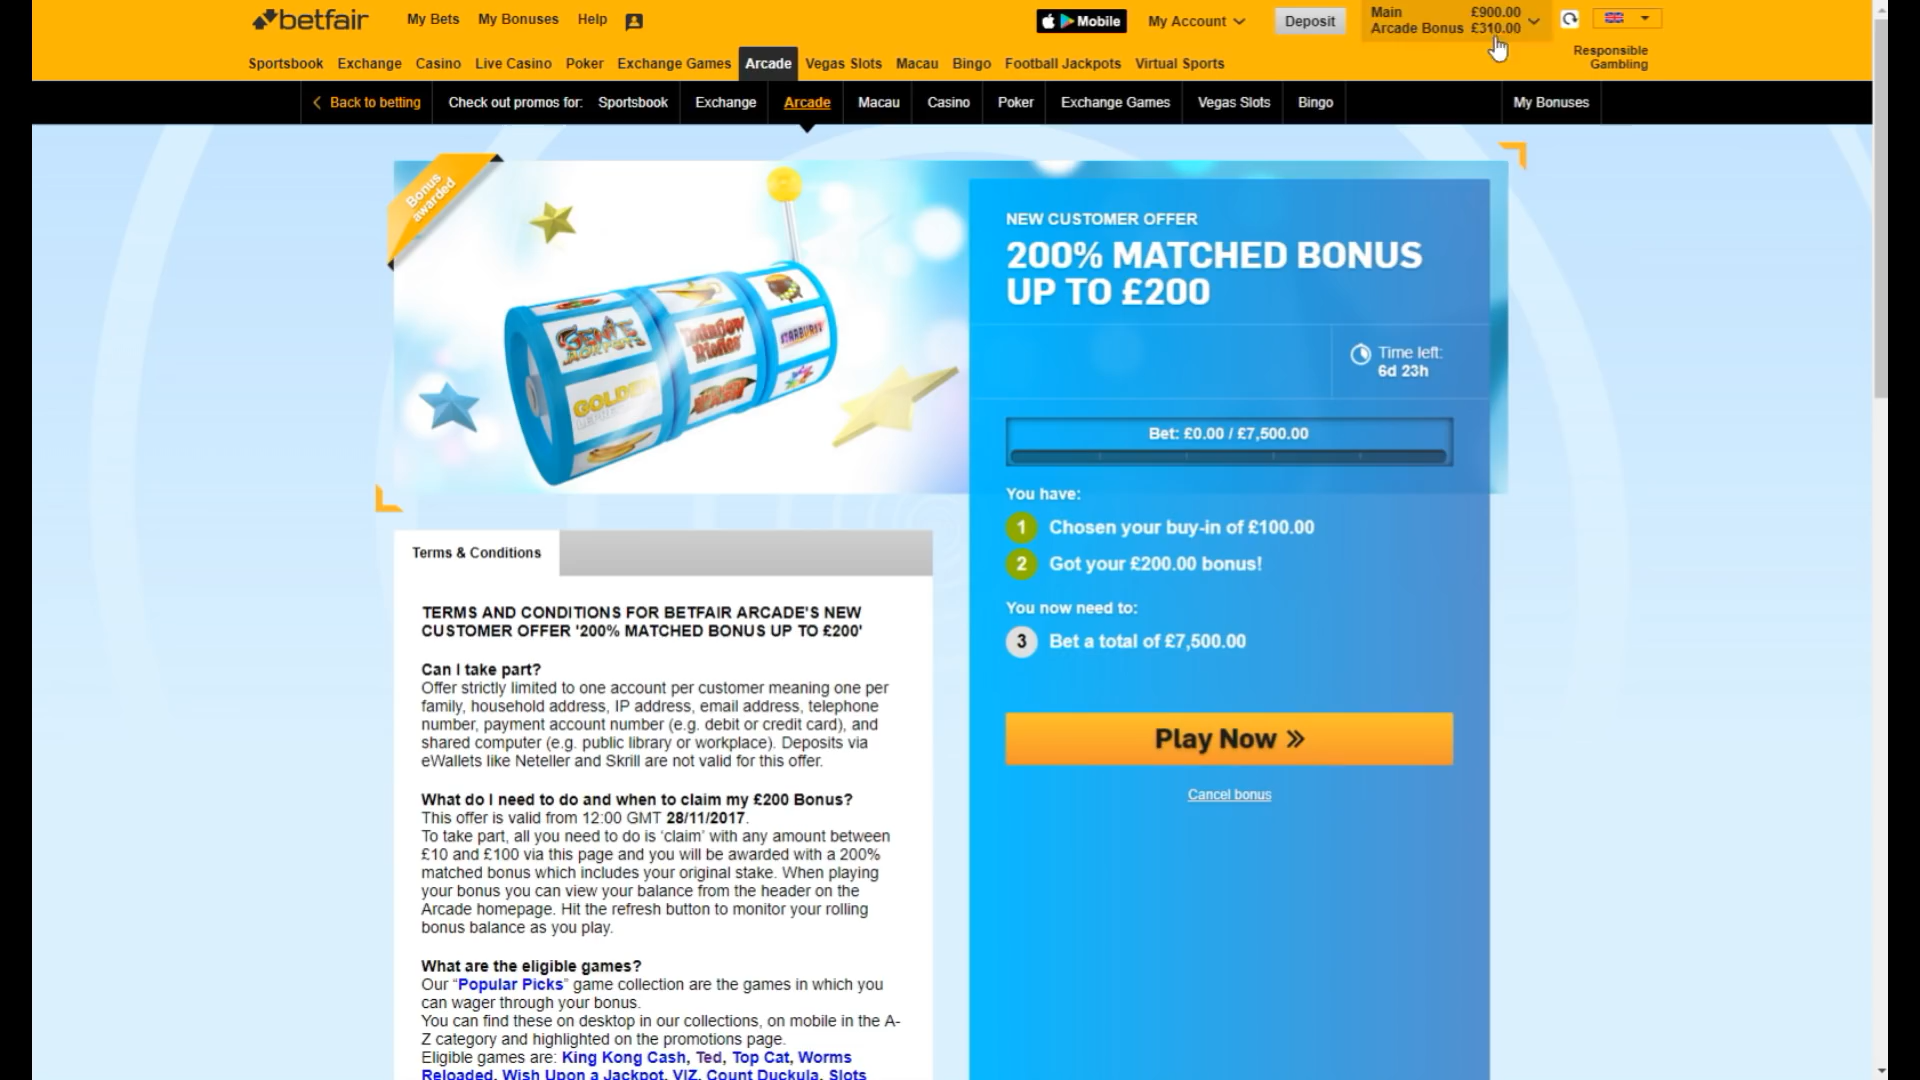 betfair
My Bets
My Bonuses
Help
Mobile
My Account
Deposit
Main £900.00
Arcade Bonus £310.00
Responsible
Gambling
Sportsbook
Exchange
Casino
Live Casino
Poker
Exchange Games
Arcade
Vegas Slots
Macau
Bingo
Football Jackpots
Virtual Sports
Back to betting
Check out promos for:
Sportsbook
Exchange
Arcade
Macau
Casino
Poker
Exchange Games
Vegas Slots
Bingo
My Bonuses
Bonus
awarded
GENIE
JACKPOTS
Rainbow
Riches
STARBURST
GOLDEN
NEW CUSTOMER OFFER
200% MATCHED BONUS
UP TO £200
Time left:
6d 23h
Bet: £0.00 / £7,500.00
You have:
1 Chosen your buy-in of £100.00
2 Got your £200.00 bonus!
You now need to:
3 Bet a total of £7,500.00
Play Now »
Cancel bonus
Terms & Conditions
TERMS AND CONDITIONS FOR BETFAIR ARCADE'S NEW
CUSTOMER OFFER '200% MATCHED BONUS UP TO £200'
Can I take part?
Offer strictly limited to one account per customer meaning one per
family, household address, IP address, email address, telephone
number, payment account number (e.g. debit or credit card), and
shared computer (e.g. public library or workplace). Deposits via
eWallets like Neteller and Skrill are not valid for this offer.
What do I need to do and when to claim my £200 Bonus?
This offer is valid from 12:00 GMT 28/11/2017.
To take part, all you need to do is ‘claim’ with any amount between
£10 and £100 via this page and you will be awarded with a 200%
matched bonus which includes your original stake. When playing
your bonus you can view your balance from the header on the
Arcade homepage. Hit the refresh button to monitor your rolling
bonus balance as you play.
What are the eligible games?
Our “Popular Picks” game collection are the games in which you
can wager through your bonus.
You can find these on desktop in our collections, on mobile in the A-
Z category and highlighted on the promotions page.
Eligible games are: King Kong Cash, Ted, Top Cat, Worms
Reloaded, Wish Upon a Jackpot, VIZ, Count Duckula, Slots